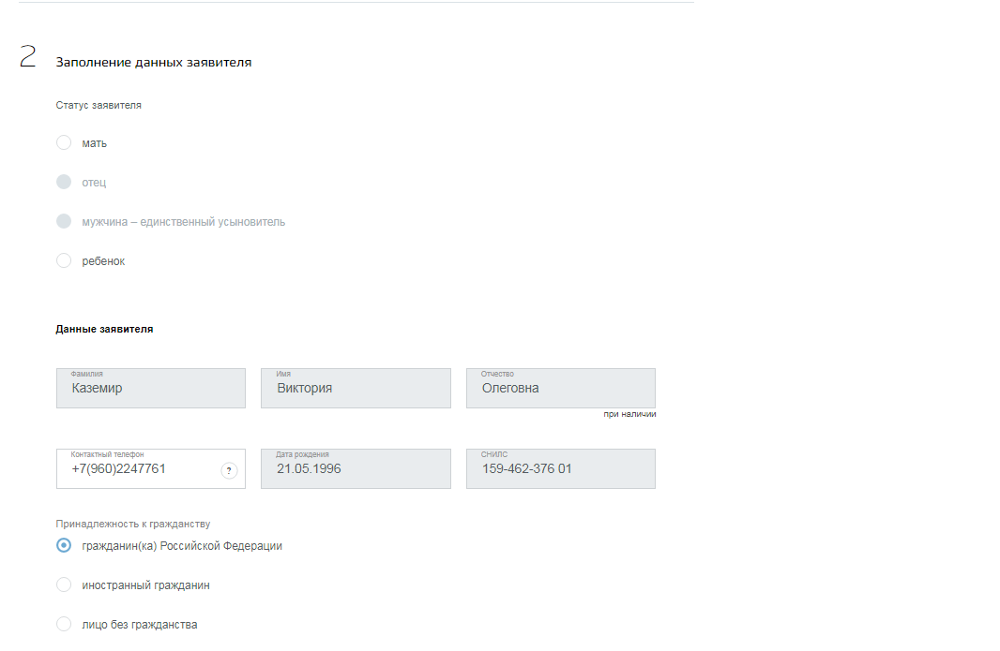 2 Заполнение данных заявителя
Статус заявителя
мать
отец
мужчина – единственный усыновитель
ребенок
Данные заявителя
Фамилия Имя Отчество
Каземир Виктория Олеговна
при наличии
Контактный телефон Дата рождения СНИЛС
+7(960)2247761 ? 21.05.1996 159-462-376 01
Принадлежность к гражданству
гражданин(ка) Российской Федерации
иностранный гражданин
лицо без гражданства